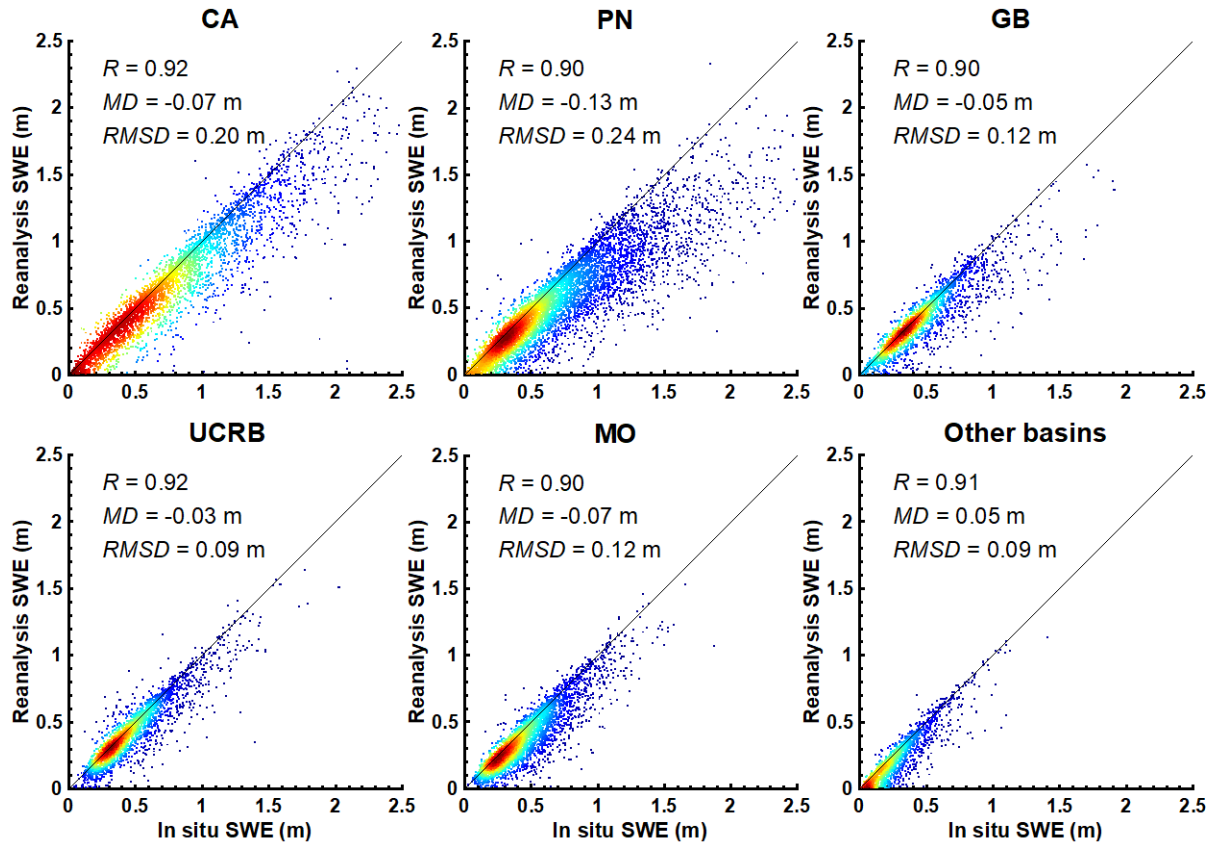 CA
PN
GB
2.5
2
1.5
1
0.5
0
Reanalysis SWE (m)
R = 0.92
MD = -0.07 m
RMSD = 0.20 m
0 0.5 1 1.5 2 2.5
2.5
2
1.5
1
0.5
0
Reanalysis SWE (m)
R = 0.90
MD = -0.13 m
RMSD = 0.24 m
0 0.5 1 1.5 2 2.5
2.5
2
1.5
1
0.5
0
Reanalysis SWE (m)
R = 0.90
MD = -0.05 m
RMSD = 0.12 m
0 0.5 1 1.5 2 2.5
UCRB
MO
Other basins
2.5
2
1.5
1
0.5
0
Reanalysis SWE (m)
R = 0.92
MD = -0.03 m
RMSD = 0.09 m
0 0.5 1 1.5 2 2.5
In situ SWE (m)
2.5
2
1.5
1
0.5
0
Reanalysis SWE (m)
R = 0.90
MD = -0.07 m
RMSD = 0.12 m
0 0.5 1 1.5 2 2.5
In situ SWE (m)
2.5
2
1.5
1
0.5
0
Reanalysis SWE (m)
R = 0.91
MD = 0.05 m
RMSD = 0.09 m
0 0.5 1 1.5 2 2.5
In situ SWE (m)